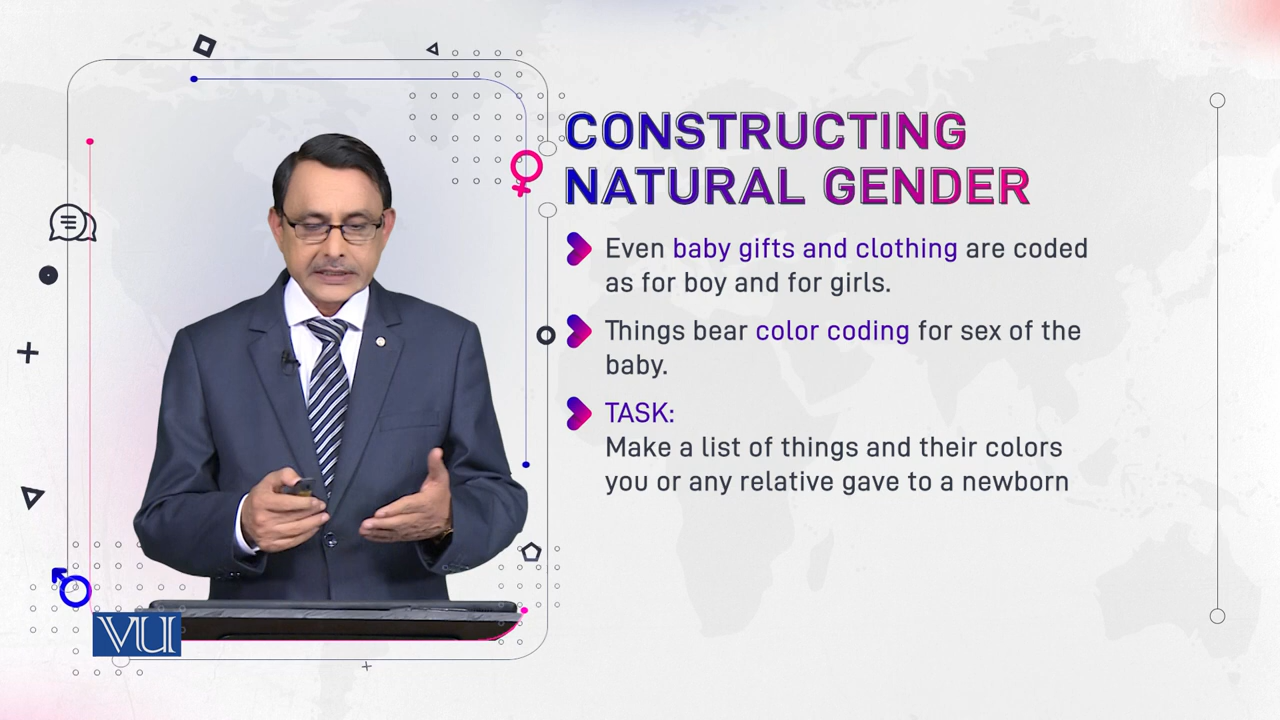 CONSTRUCTING
NATURAL GENDER
Even baby gifts and clothing are coded
as for boy and for girls.
Things bear color coding for sex of the
baby.
TASK:
Make a list of things and their colors
you or any relative gave to a newborn
VU